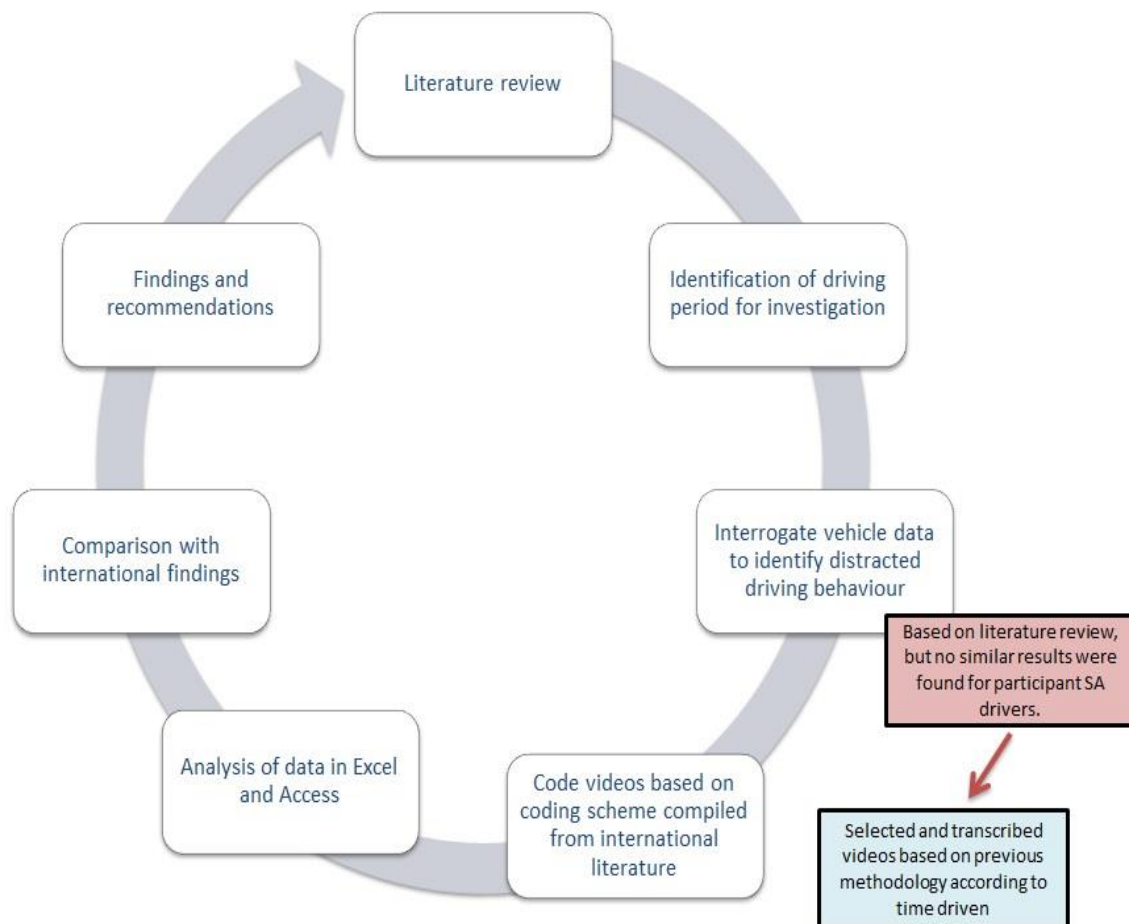 Literature review
Identification of driving
period for investigation
Interrogate vehicle data
to identify distracted
driving behaviour
Based on literature review,
but no similar results were
found for participant SA
drivers.
Selected and transcribed
videos based on previous
methodology according to
time driven
Code videos based on
coding scheme compiled
from international
literature
Analysis of data in Excel
and Access
Comparison with
international findings
Findings and
recommendations